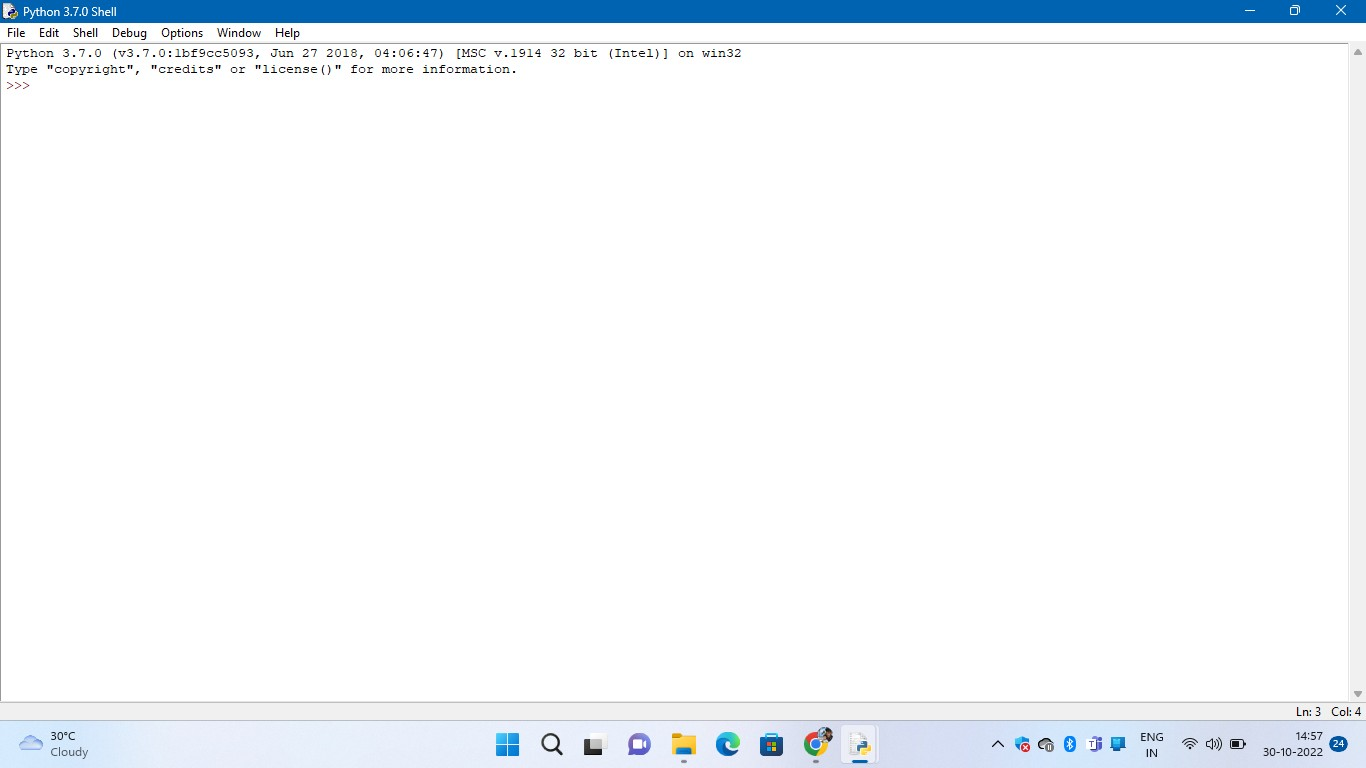 Python 3.7.0 Shell
File Edit Shell Debug Options Window Help
Python 3.7.0 (v3.7.0:1bf9cc5093, Jun 27 2018, 04:06:47) [MSC v.1914 32 bit (Intel)] on win32
Type "copyright", "credits" or "license()" for more information.
>>>
Ln: 3 Col: 4
30°C
Cloudy
ENG
IN
14:57
30-10-2022
24